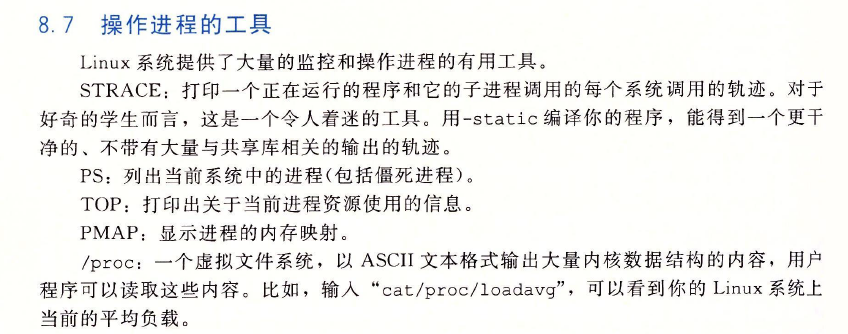 8.7 操作进程的工具
Linux 系统提供了大量的监控和操作进程的有用工具。
STRACE：打印一个正在运行的程序和它的子进程调用的每个系统调用的轨迹。对于
好奇的学生而言，这是一个令人着迷的工具。用-static 编译你的程序，能得到一个更干
净的、不带有大量与共享库相关的输出的轨迹。
PS：列出当前系统中的进程(包括僵死进程)。
TOP：打印出关于当前进程资源使用的信息。
PMAP：显示进程的内存映射。
/proc：一个虚拟文件系统，以 ASCII 文本格式输出大量内核数据结构的内容，用户
程序可以读取这些内容。比如，输入“cat/proc/loadavg”，可以看到你的 Linux 系统上
当前的平均负载。